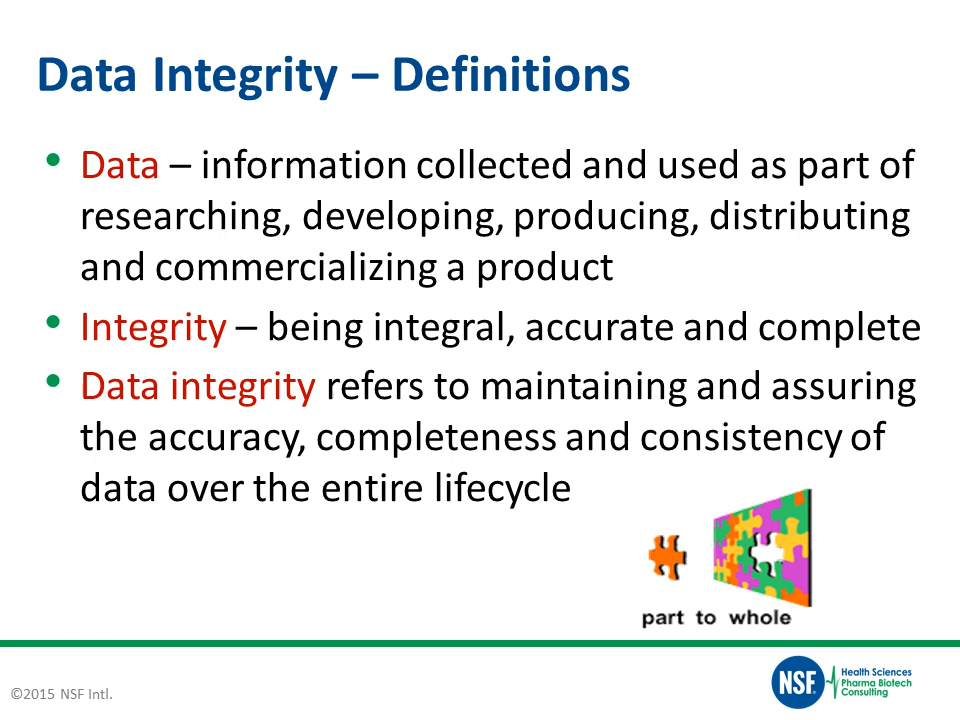 Data Integrity – Definitions
• Data – information collected and used as part of
researching, developing, producing, distributing
and commercializing a product
• Integrity – being integral, accurate and complete
• Data integrity refers to maintaining and assuring
the accuracy, completeness and consistency of
data over the entire lifecycle
part to whole
©2015 NSF Intl.
NSF
Health Sciences
Pharma Biotech
Consulting